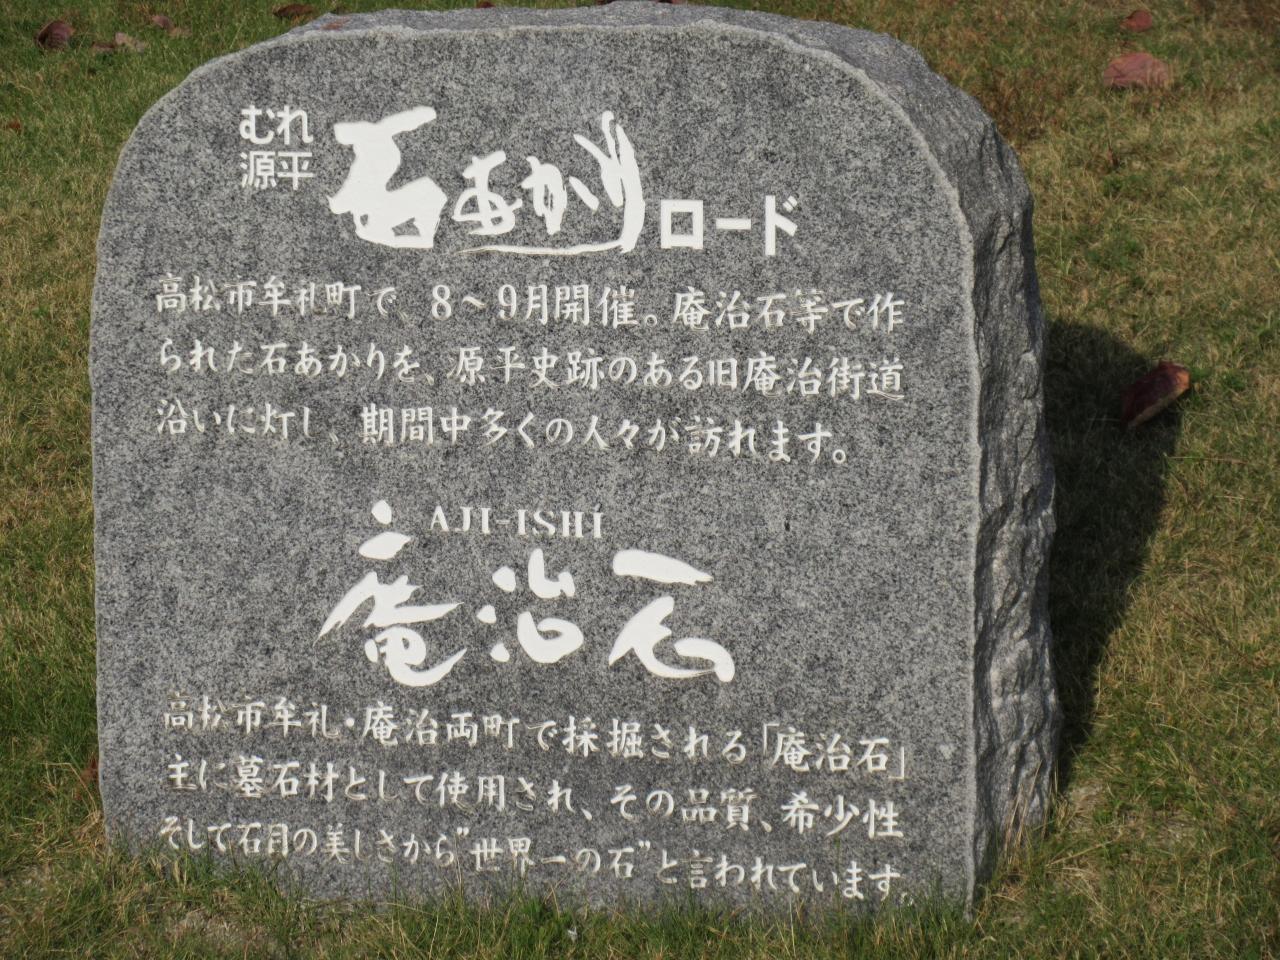 むれ
源平
石あかりロード
高松市牟礼町で、8～9月開催。庵治石等で作
られた石あかりを、源平史跡のある旧庵治街道
沿いに灯し、期間中多くの人々が訪れます。
AJI-ISHI
庵治石
高松市牟礼・庵治両町で採掘される「庵治石」
主に墓石材として使用され、その品質、希少性
そして石目の美しさから"世界一の石"と言われています。